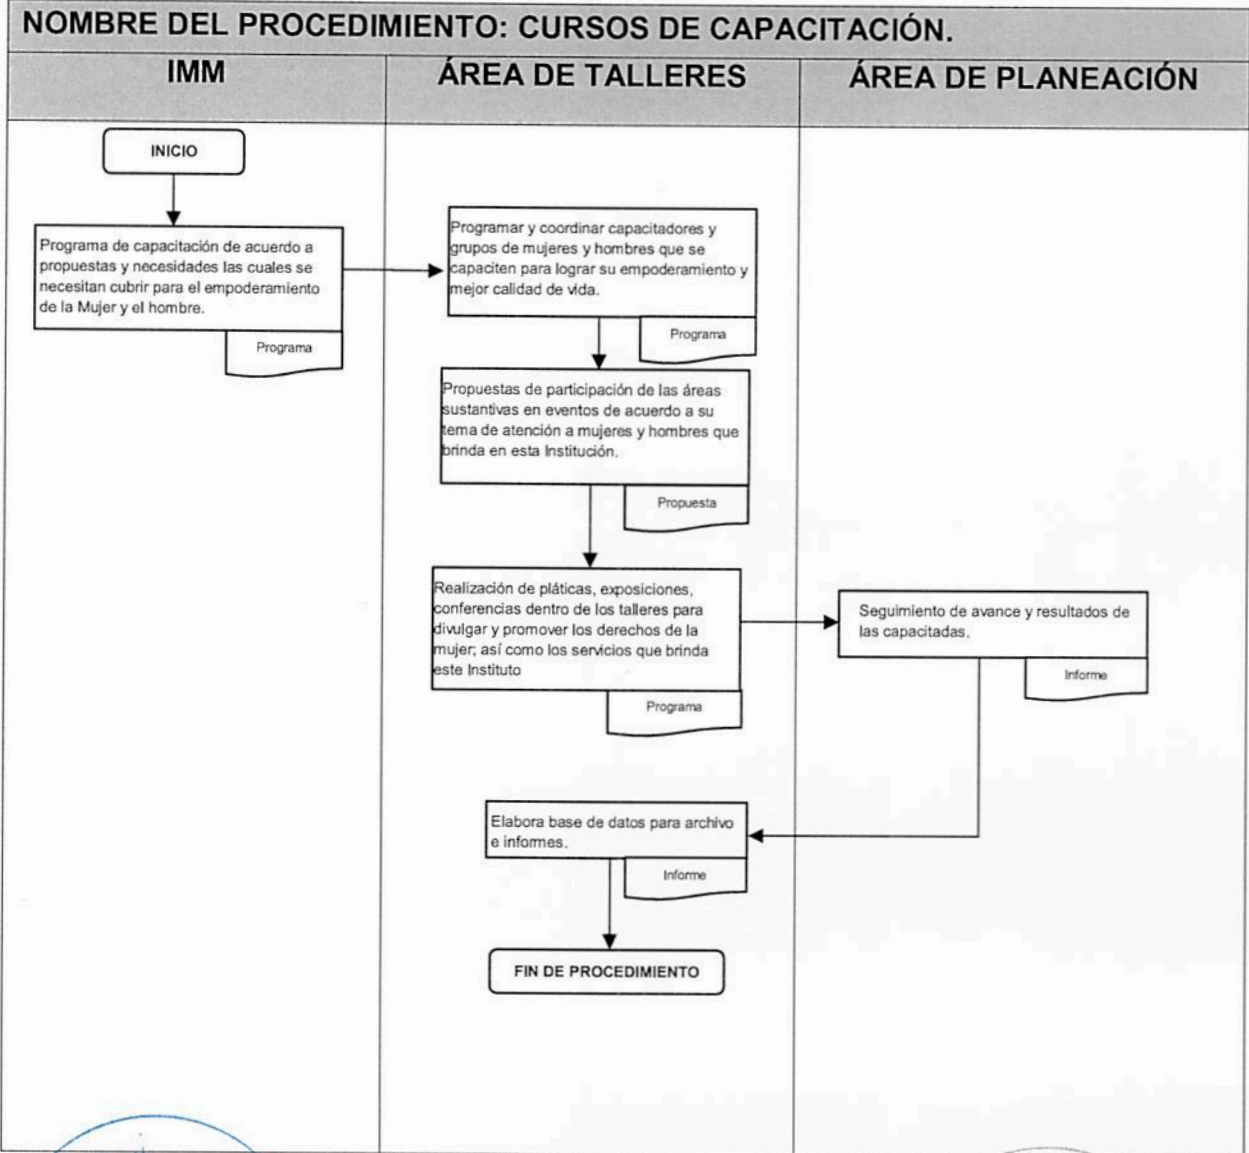 NOMBRE DEL PROCEDIMIENTO: CURSOS DE CAPACITACIÓN.
IMM
ÁREA DE TALLERES
ÁREA DE PLANEACIÓN
INICIO
Programa de capacitación de acuerdo a
propuestas y necesidades las cuales se
necesitan cubrir para el empoderamiento
de la Mujer y el hombre.
Programa
Programar y coordinar capacitadores y
grupos de mujeres y hombres que se
capaciten para lograr su empoderamiento y
mejor calidad de vida.
Programa
Propuestas de participación de las áreas
sustantivas en eventos de acuerdo a su
tema de atención a mujeres y hombres que
brinda en esta Institución.
Propuesta
Realización de pláticas, exposiciones,
conferencias dentro de los talleres para
divulgar y promover los derechos de la
mujer; así como los servicios que brinda
este Instituto
Programa
Seguimiento de avance y resultados de
las capacitadas.
Informe
Elabora base de datos para archivo
e informes.
Informe
FIN DE PROCEDIMIENTO